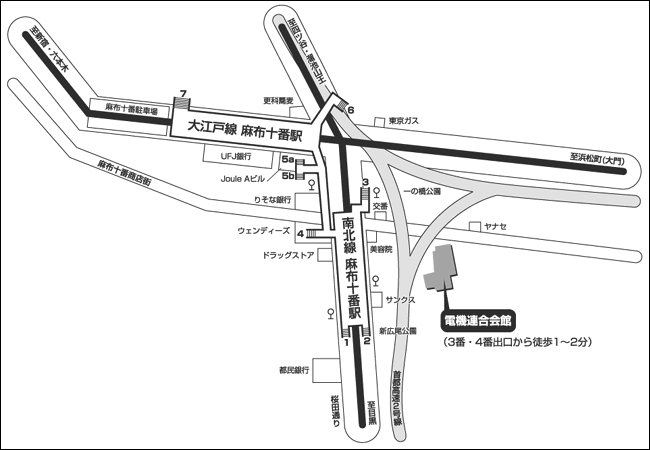 至新宿・六本木
至四ツ谷・溜池山王
7
麻布十番駐車場
更科蕎麦
6
大江戸線 麻布十番駅
東京ガス
至浜松町(大門)
UFJ銀行
5a
Joule Aビル
5b
麻布十番商店街
りそな銀行
3
一の橋公園
交番
ウェンディーズ
4
ヤナセ
南北線 麻布十番駅
美容院
ドラッグストア
サンクス
電機連合会館
(3番・4番出口から徒歩1〜2分)
新広尾公園
1
2
都民銀行
首都高速2号線
桜田通り
至目黒